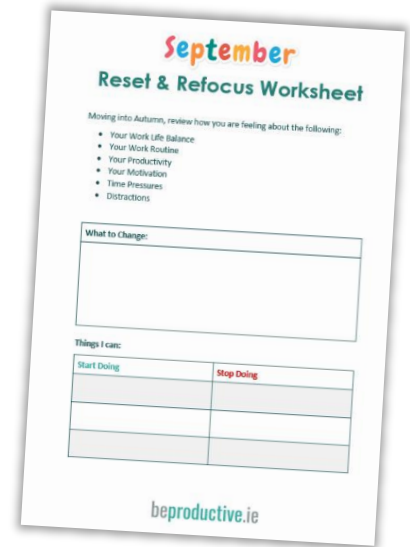 September
Reset & Refocus Worksheet
Moving into Autumn, review how you are feeling about the following:
• Your Work Life Balance
• Your Work Routine
• Your Productivity
• Your Motivation
• Time Pressures
• Distractions
What to Change:
Things I can:
Start Doing
Stop Doing
beproductive.ie